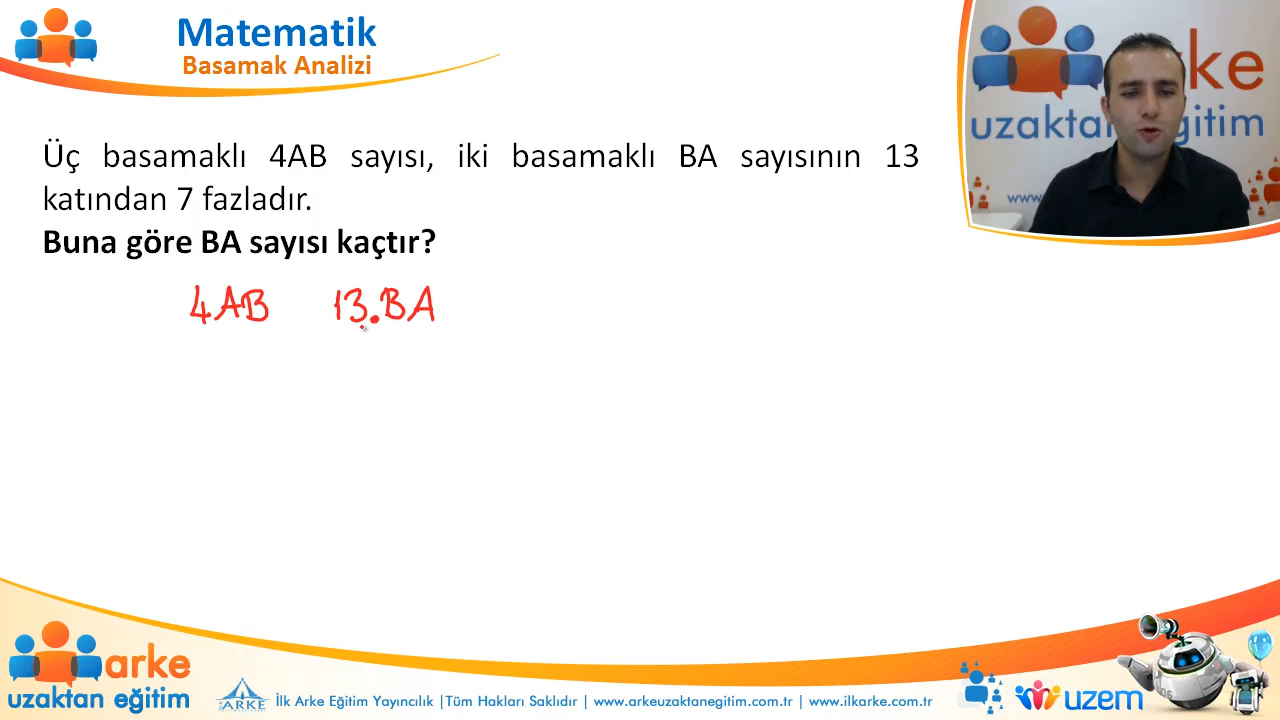 Matematik
Basamak Analizi
arke
uzaktan eğitim
www.
Üç basamaklı 4AB sayısı, iki basamaklı BA sayısının 13
katından 7 fazladır.
Buna göre BA sayısı kaçtır?
4AB 13.BA
arke
uzaktan eğitim
ARKE
İlk Arke Eğitim Yayıncılık |Tüm Hakları Saklıdır | www.arkeuzaktanegitim.com.tr | www.ilkarke.com.tr
uzem